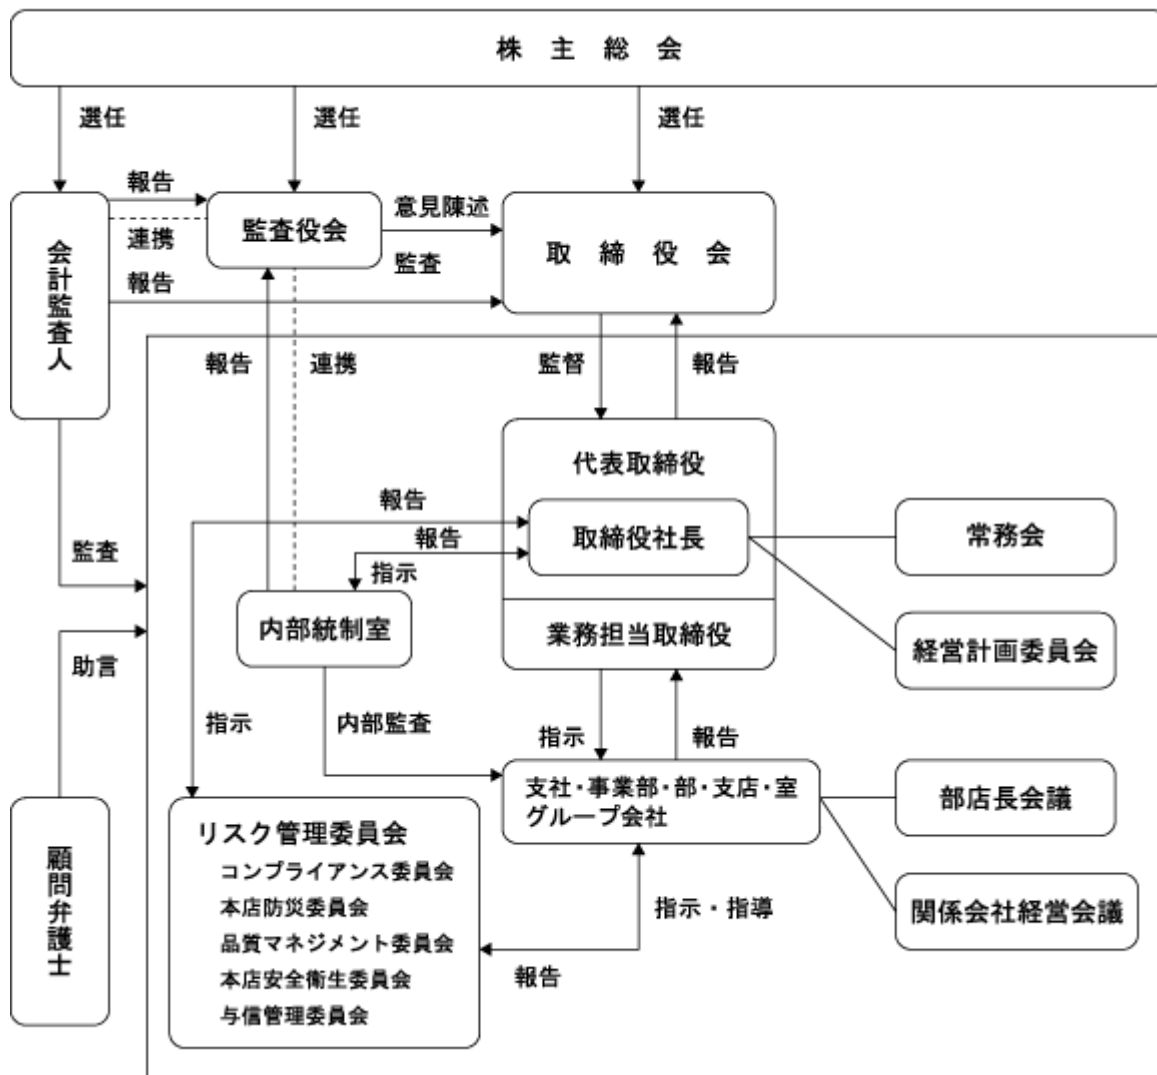 株主総会
選任
選任
選任
報告
監査役会
意見陳述
取締役会
会計監査人
連携
監査
報告
報告
連携
監督
報告
代表取締役
報告
取締役社長
常務会
監査
報告
指示
内部統制室
業務担当取締役
経営計画委員会
助言
指示
内部監査
指示
報告
支社・事業部・部・支店・室
グループ会社
部店長会議
顧問弁護士
リスク管理委員会
コンプライアンス委員会
本店防災委員会
品質マネジメント委員会
本店安全衛生委員会
与信管理委員会
指示・指導
関係会社経営会議
報告